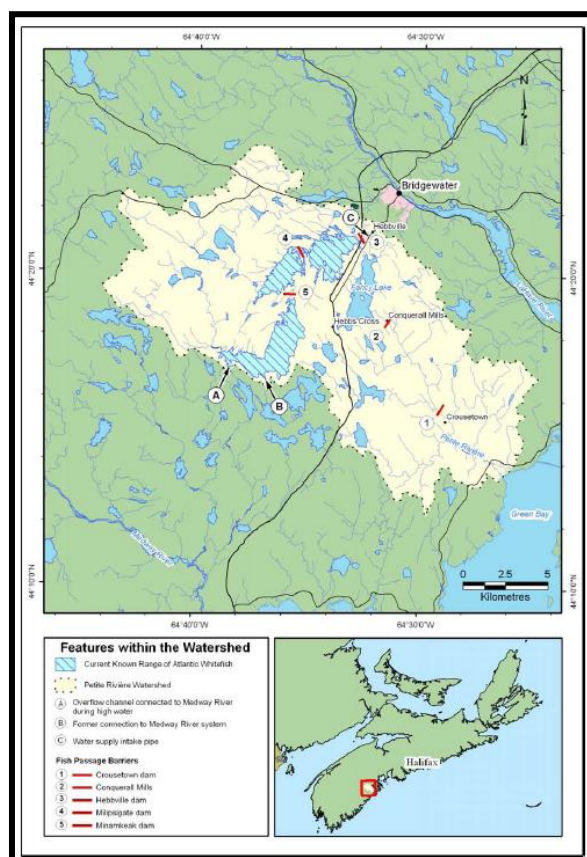 64°40'0"W
64°30'0"W
N
Bridgewater
C
Hebbville
4
3
44°20'0"N
44°20'0"N
5
Fancy Lake
Hebbs Cross
Conquerall Mills
2
A
B
1
Crousetown
Petite Rivière
Medway River
Green Bay
44°10'0"N
44°10'0"N
0 2.5 5
Kilometres
64°40'0"W
64°30'0"W
Features within the Watershed
Current Known Range of Atlantic Whitefish
Petite Rivière Watershed
A Overflow channel connected to Medway River
during high water
B Former connection to Medway River system
C Water supply intake pipe
Fish Passage Barriers
1 Crousetown dam
2 Conquerall Mills
3 Hebbville dam
4 Milipsigate dam
5 Minamkeak dam
Halifax